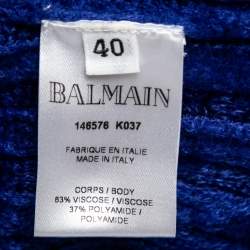 40
BALMAIN
146576 K037
FABRIQUE EN ITALIE
MADE IN ITALY
CORPS / BODY
63% VISCOSE / VISCOSE
37% POLYAMIDE /
POLYAMIDE